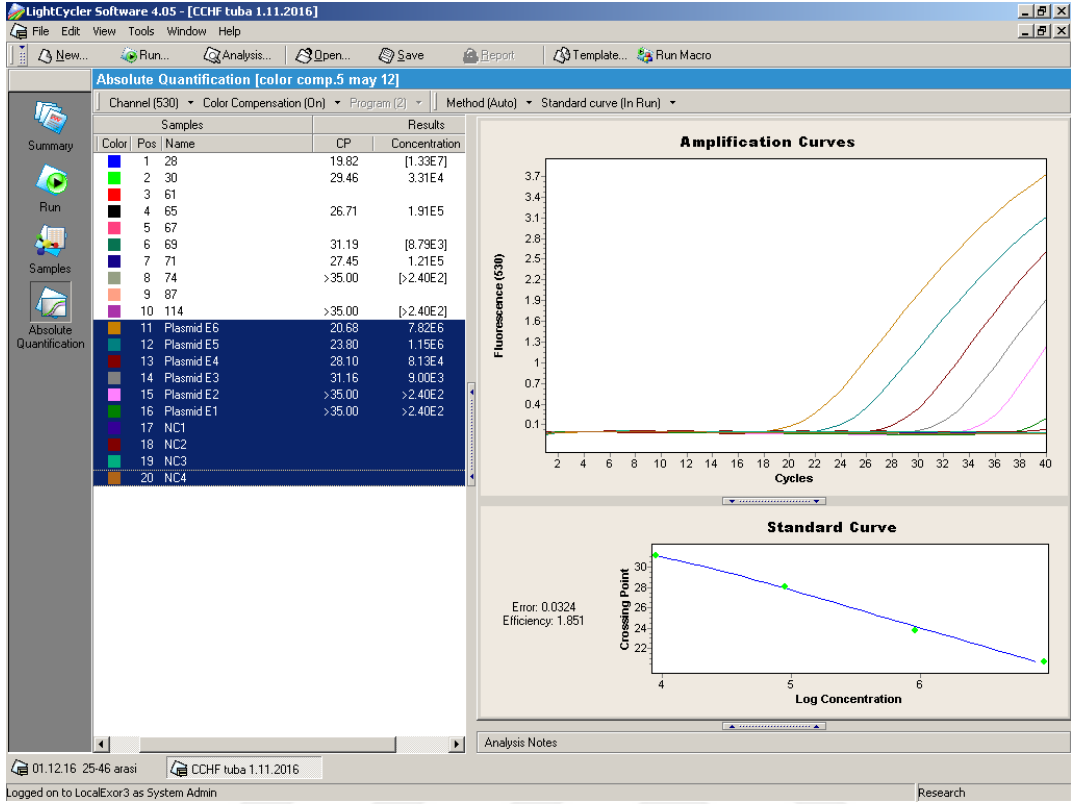 LightCycler Software 4.05 - [CCHF tuba 1.11.2016]
File Edit View Tools Window Help
New... Run... Analysis... Open... Save Report Template... Run Macro
Absolute Quantification [color comp.5 may 12]
Channel (530) Color Compensation (On) Program (2) Method (Auto) Standard curve (In Run)
Summary
Run
Samples
Absolute
Quantification
Samples Results
Color Pos Name CP Concentration
1 28 19.82 [1.33E7]
2 30 29.46 3.31E4
3 61
4 65 26.71 1.91E5
5 67
6 69 31.19 [8.79E3]
7 71 27.45 1.21E5
8 74 >35.00 [>2.40E2]
9 87
10 114 >35.00 [>2.40E2]
11 Plasmid E6 20.68 7.82E6
12 Plasmid E5 23.80 1.15E6
13 Plasmid E4 28.10 8.13E4
14 Plasmid E3 31.16 9.00E3
15 Plasmid E2 >35.00 >2.40E2
16 Plasmid E1 >35.00 >2.40E2
17 NC1
18 NC2
19 NC3
20 NC4
Amplification Curves
Fluorescence (530)
3.7
3.4
3.1
2.8
2.5
2.2
1.9
1.6
1.3
1
0.7
0.4
0.1
2 4 6 8 10 12 14 16 18 20 22 24 26 28 30 32 34 36 38 40
Cycles
Standard Curve
Error: 0.0324
Efficiency: 1.851
Crossing Point
30
28
26
24
22
4 5 6
Log Concentration
Analysis Notes
01.12.16 25-46 arasi CCHF tuba 1.11.2016
Logged on to LocalExor3 as System Admin Research